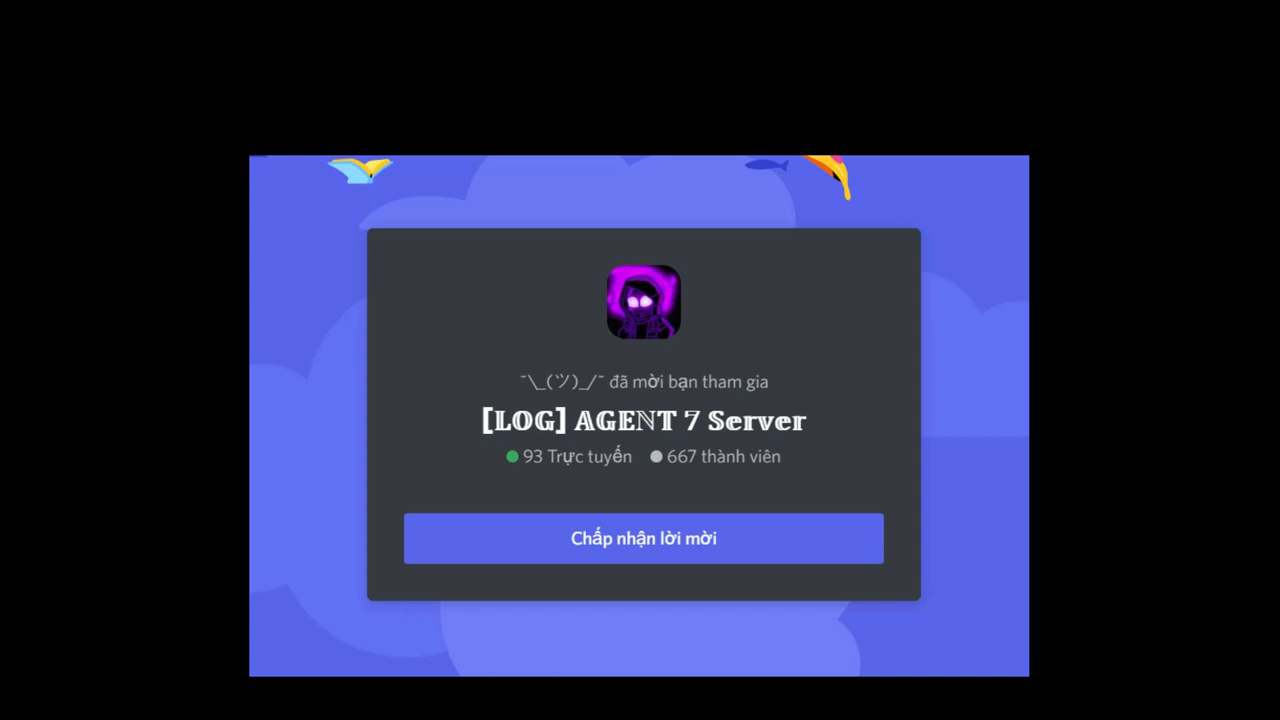 ¯\_(ツ)_/¯ đã mời bạn tham gia
[LOG] AGENT 7 Server
93 Trực tuyến 667 thành viên
Chấp nhận lời mời